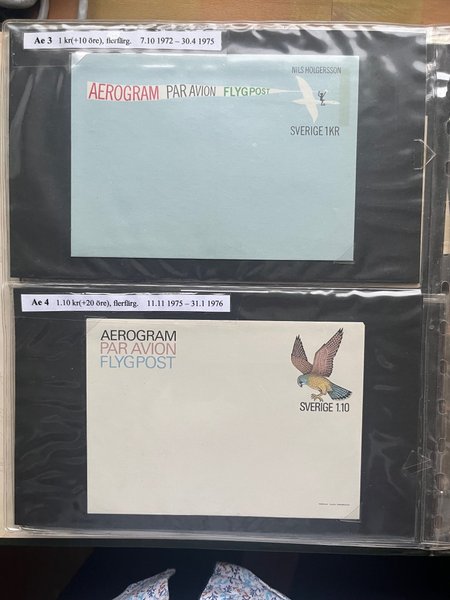 Ae 3 1 kr(+10 öre), flerfärg. 7.10 1972 – 30.4 1975
NILS HOLGERSSON
AEROGRAM PAR AVION FLYGPOST
SVERIGE 1KR
Ae 4 1.10 kr(+20 öre), flerfärg. 11.11 1975 – 31.1 1976
AEROGRAM
PAR AVION
FLYGPOST
SVERIGE 1.10